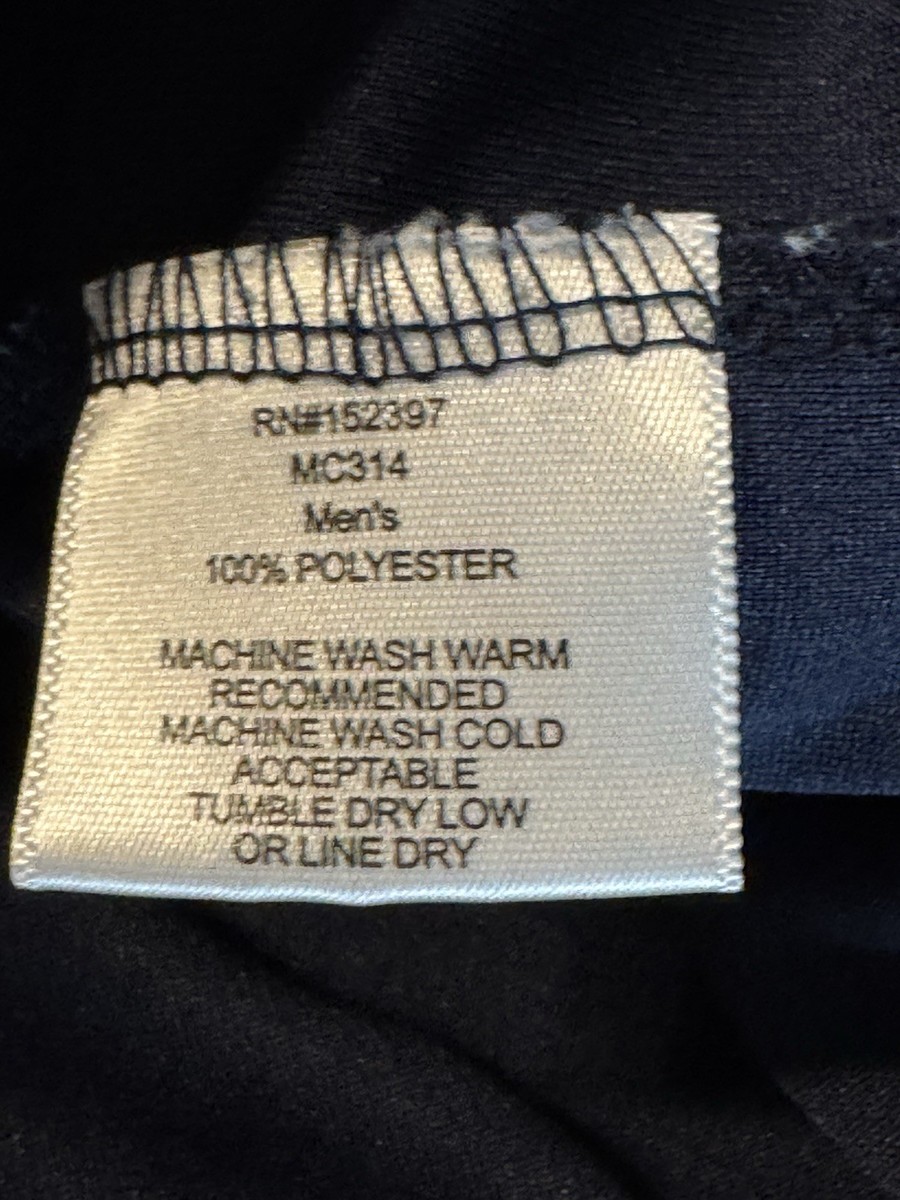 RN#152397
MC314
Men's
100% POLYESTER
MACHINE WASH WARM
RECOMMENDED
MACHINE WASH COLD
ACCEPTABLE
TUMBLE DRY LOW
OR LINE DRY